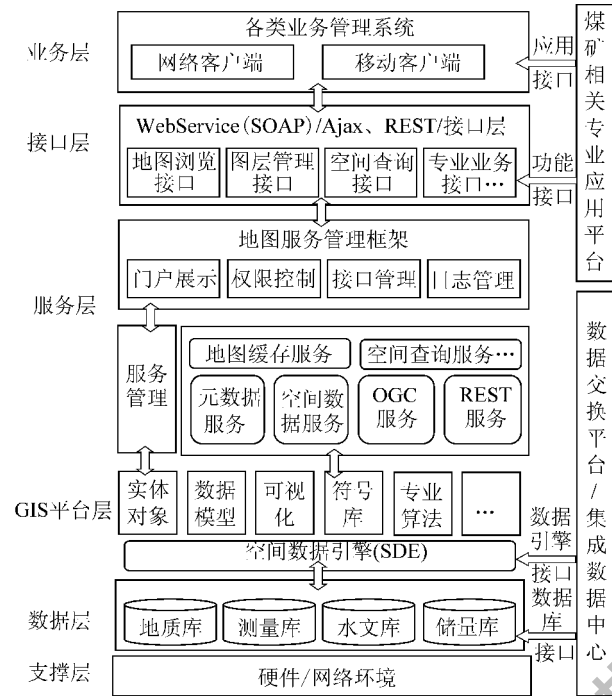 各类业务管理系统
业务层
网络客户端
移动客户端
应用
接口
WebService(SOAP)/Ajax、REST/接口层
接口层
地图浏览
接口
图层管理
接口
空间查询
接口
专业业务
接口…
功能
接口
煤矿相关专业应用平台
地图服务管理框架
门户展示
权限控制
接口管理
日志管理
服务层
服务
管理
地图缓存服务
空间查询服务…
元数据
服务
空间数
据服务
OGC
服务
REST
服务
GIS平台层
实体
对象
数据
模型
可视
化
符号
库
专业
算法
…
空间数据引擎(SDE)
数据
引擎
接口
数据层
地质库
测量库
水文库
储量库
数据
库
接口
数据交换平台/集成数据中心
支撑层
硬件/网络环境